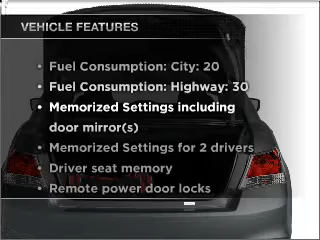 VEHICLE FEATURES
• Fuel Consumption: City: 20
• Fuel Consumption: Highway: 30
• Memorized Settings including
door mirror(s)
• Memorized Settings for 2 drivers
• Driver seat memory
• Remote power door locks